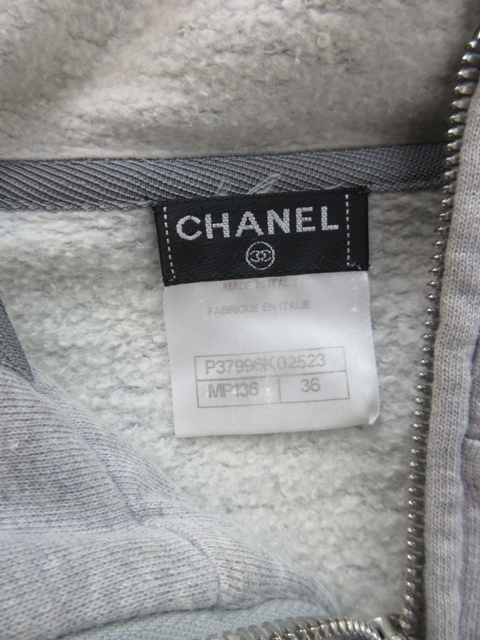 CHANEL
MADE IN ITALY
FABRIQUE EN ITALIE
P37996K02523
MP136 36